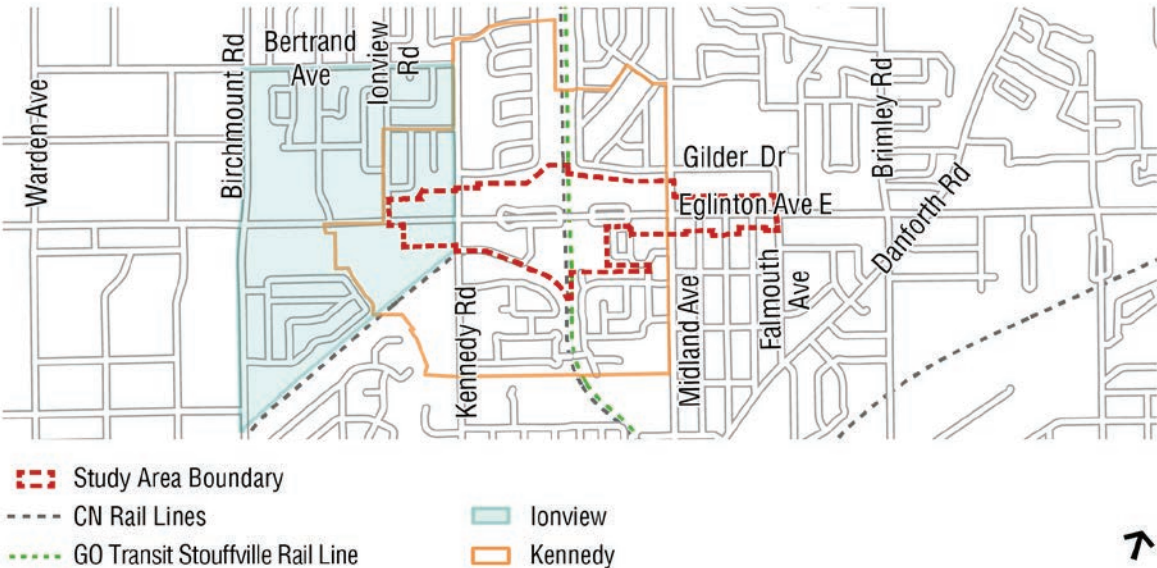 Warden Ave
Birchmount Rd
Bertrand
Ave
Ionview
Rd
Kennedy Rd
Gilder Dr
Eglinton Ave E
Midland Ave
Falmouth
Ave
Brimley Rd
Danforth Rd
Study Area Boundary
CN Rail Lines
GO Transit Stouffville Rail Line
Ionview
Kennedy